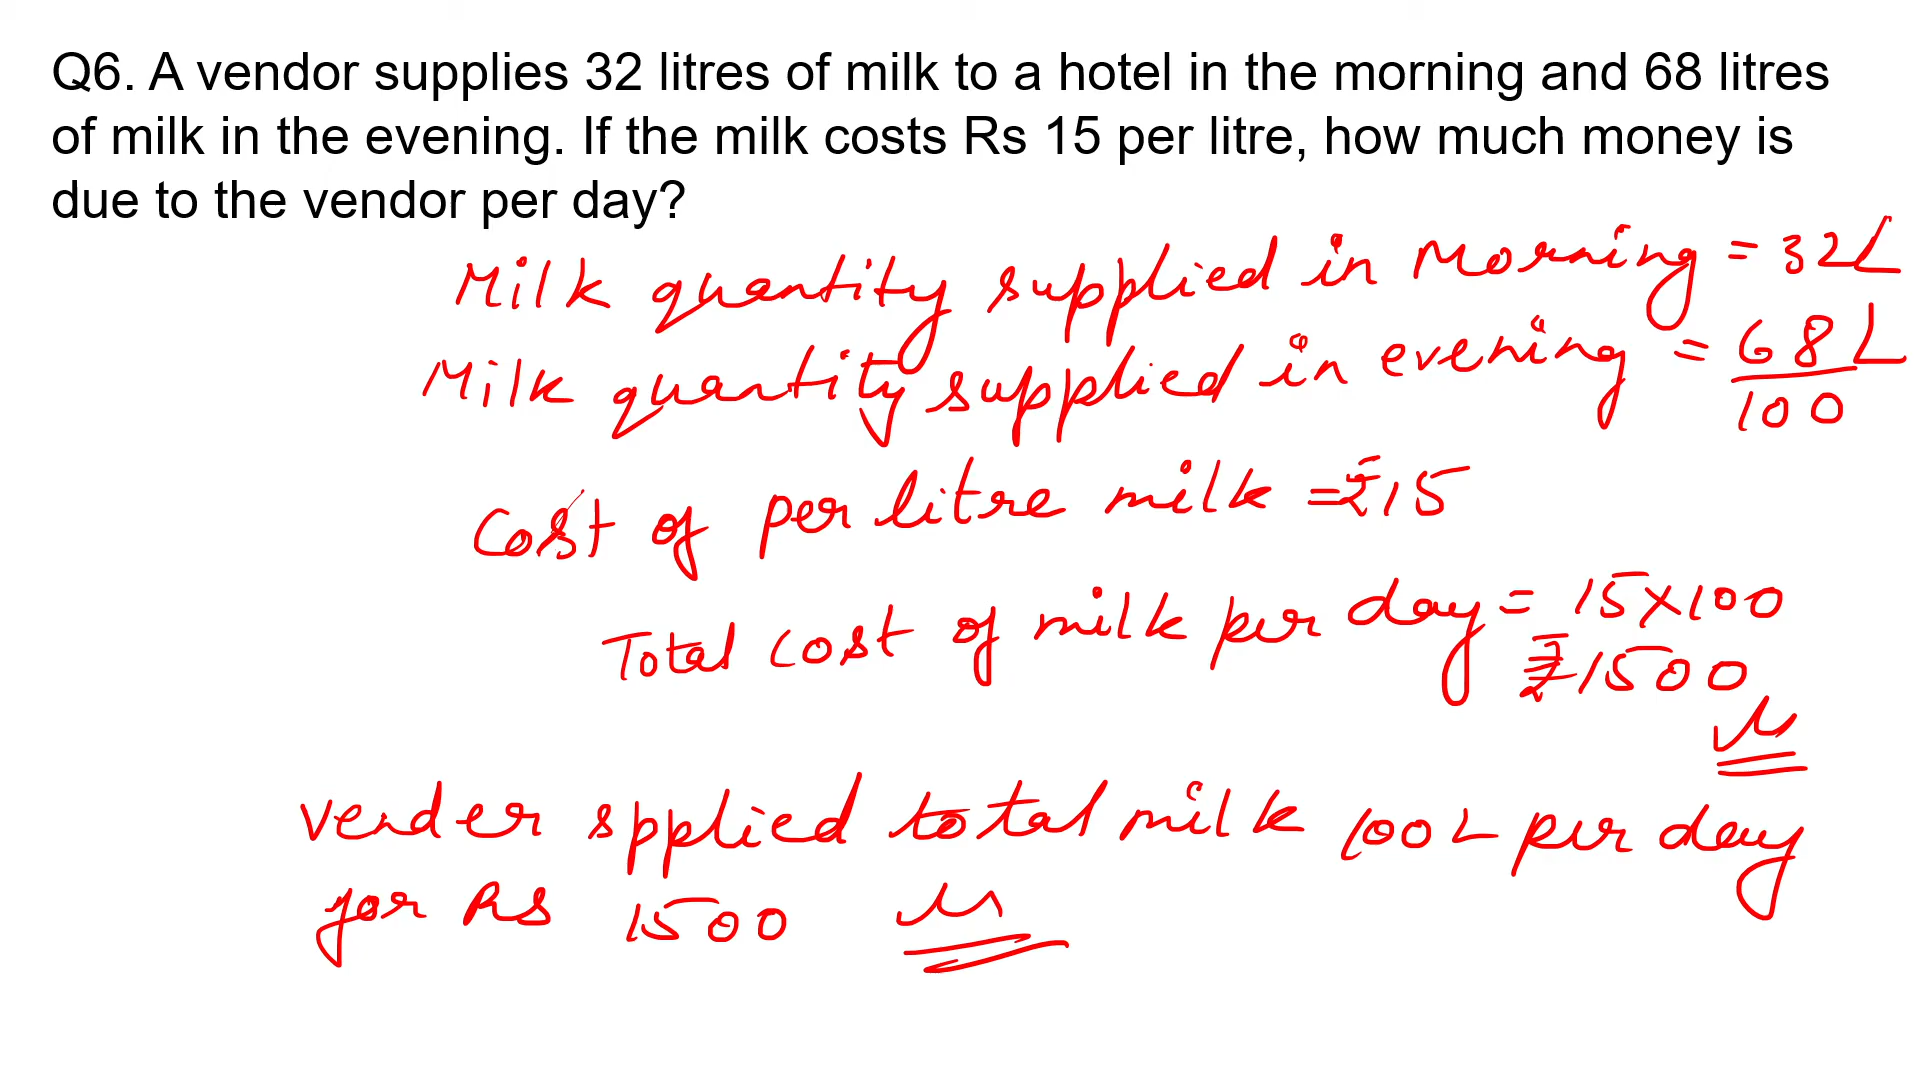 Q6. A vendor supplies 32 litres of milk to a hotel in the morning and 68 litres
of milk in the evening. If the milk costs Rs 15 per litre, how much money is
due to the vendor per day?
Milk quantity supplied in Morning = 32L
Milk quantity supplied in evening = 68L
100
Cost of per litre milk = ₹15
Total cost of milk per day = 15×100
₹1500
vender spplied total milk 100L per day
for Rs 1500